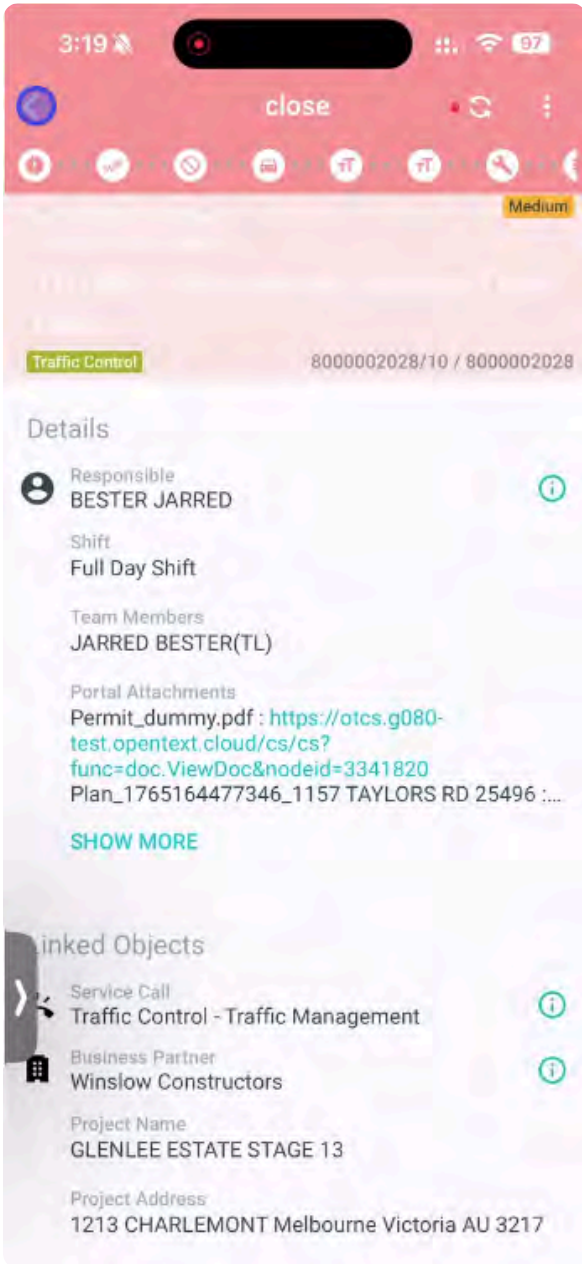 3:19
97
close
Medium
Traffic Control
8000002028/10 / 8000002028
Details
Responsible
BESTER JARRED
Shift
Full Day Shift
Team Members
JARRED BESTER(TL)
Portal Attachments
Permit_dummy.pdf : https://otcs.g080-
test.opentext.cloud/cs/cs?
func=doc.ViewDoc&nodeid=3341820
Plan_1765164477346_1157 TAYLORS RD 25496 :...
SHOW MORE
inked Objects
Service Call
Traffic Control - Traffic Management
Business Partner
Winslow Constructors
Project Name
GLENLEE ESTATE STAGE 13
Project Address
1213 CHARLEMONT Melbourne Victoria AU 3217